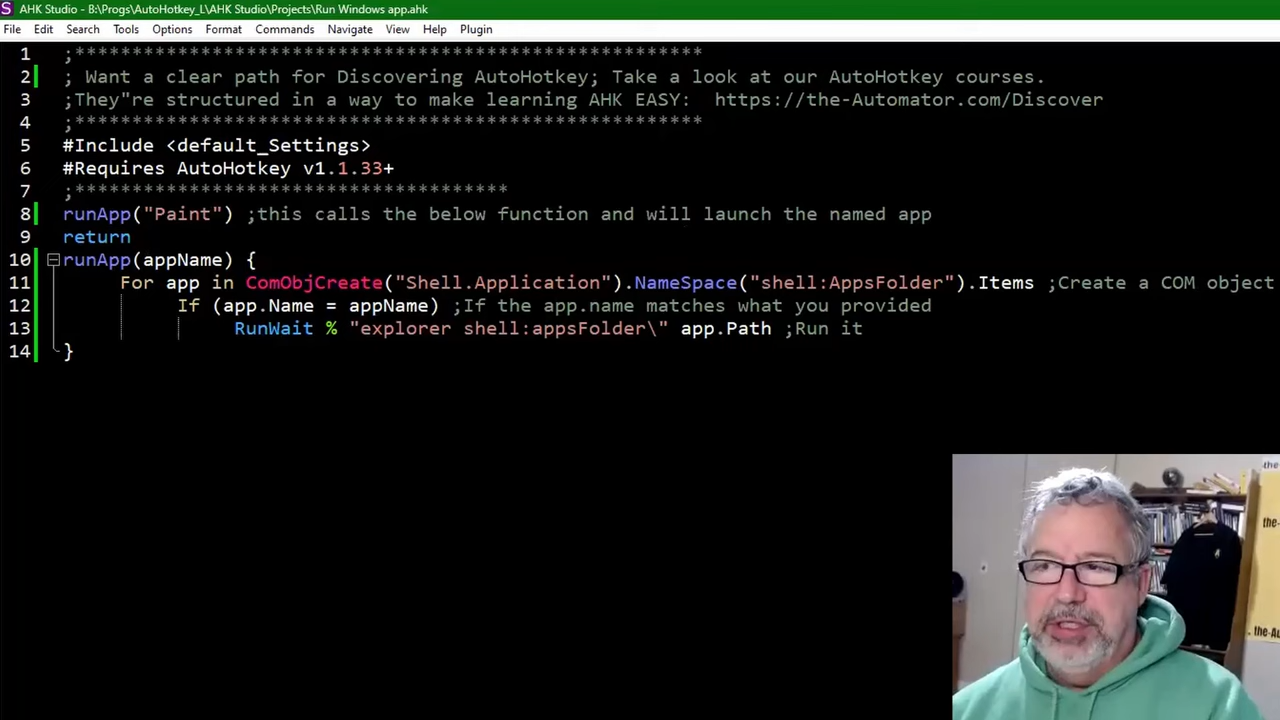 S AHK Studio - B:\Progs\AutoHotkey_L\AHK Studio\Projects\Run Windows app.ahk
File Edit Search Tools Options Format Commands Navigate View Help Plugin
1 ;*******************************************************
2 ; Want a clear path for Discovering AutoHotkey; Take a look at our AutoHotkey courses.
3 ;They"re structured in a way to make learning AHK EASY: https://the-Automator.com/Discover
4 ;*******************************************************
5 #Include <default_Settings>
6 #Requires AutoHotkey v1.1.33+
7 ;**************************************
8 runApp("Paint") ;this calls the below function and will launch the named app
9 return
10 runApp(appName) {
11 For app in ComObjCreate("Shell.Application").NameSpace("shell:AppsFolder").Items ;Create a COM object
12 If (app.Name = appName) ;If the app.name matches what you provided
13 RunWait % "explorer shell:appsFolder\" app.Path ;Run it
14 }
the-